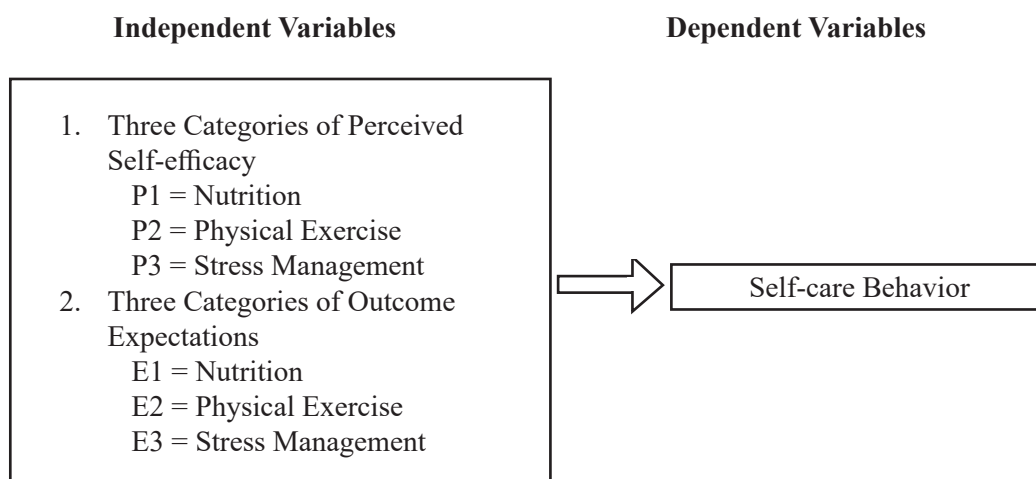 Independent Variables
Dependent Variables
1. Three Categories of Perceived
Self-efficacy
P1 = Nutrition
P2 = Physical Exercise
P3 = Stress Management
2. Three Categories of Outcome
Expectations
E1 = Nutrition
E2 = Physical Exercise
E3 = Stress Management
Self-care Behavior